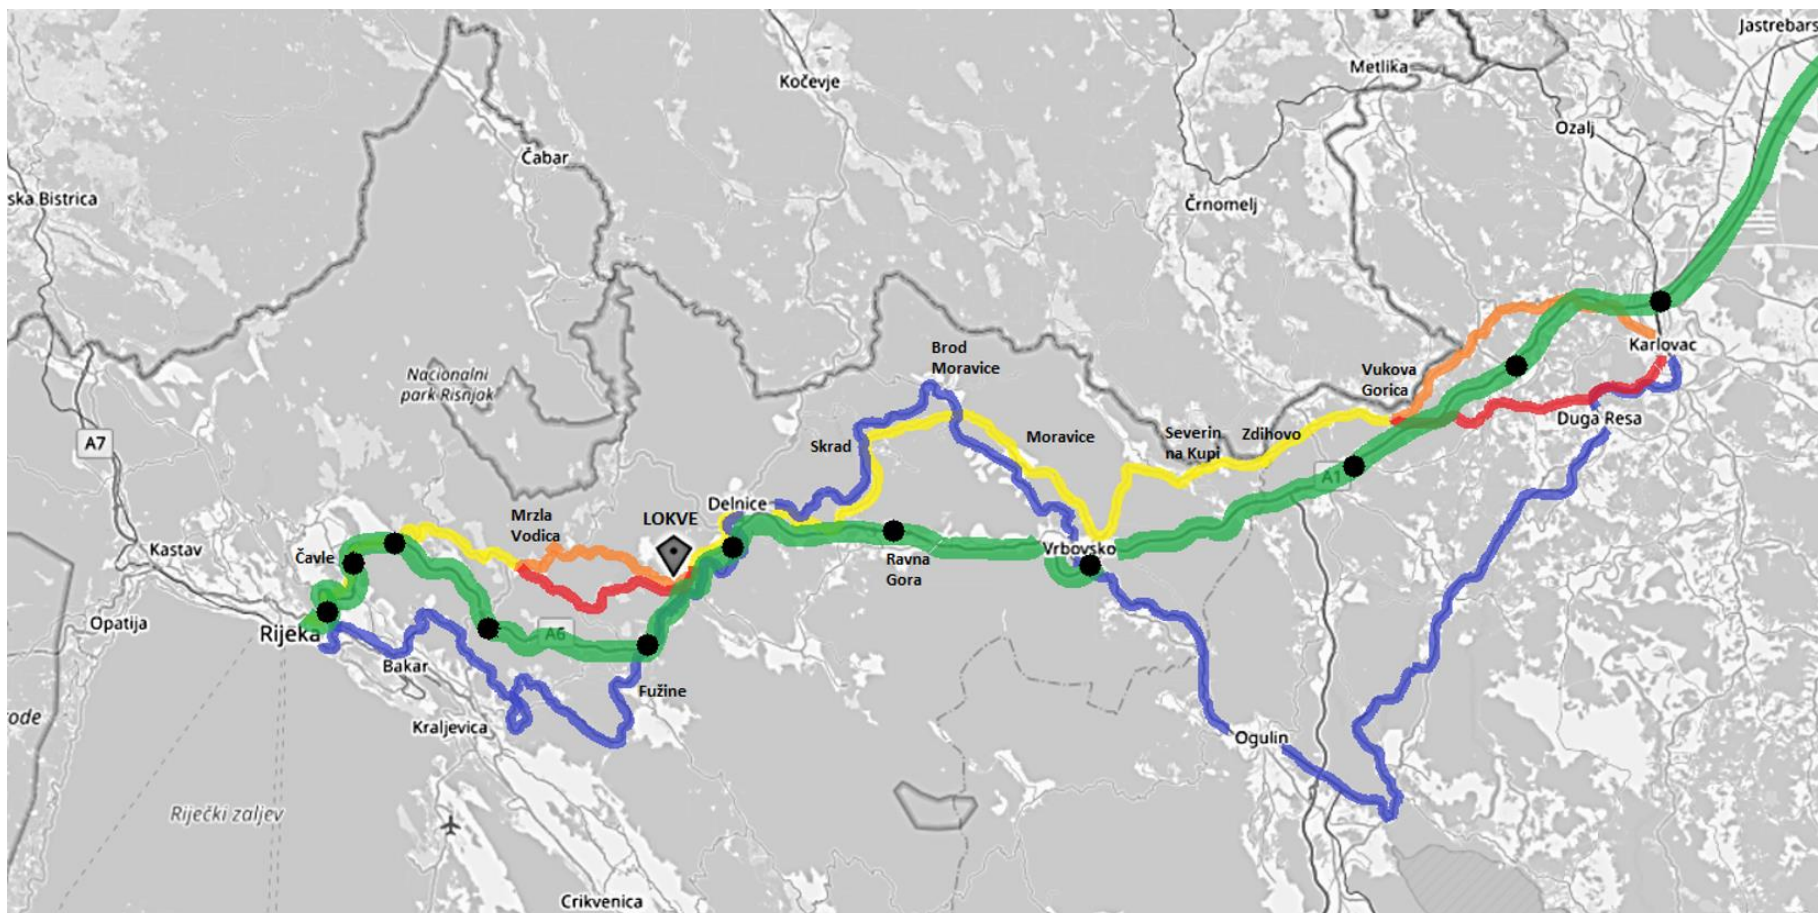 Jastrebars
Metlika
Kočevje
Ozalj
Čabar
ska Bistrica
Črnomelj
Karlovac
Brod
Moravice
Vukova
Gorica
Nacionalni
park Risnjak
Duga Resa
Severin
na Kupi
Zdihovo
Moravice
Skrad
A7
A1
Delnice
Mrzla
Vodica
LOKVE
Kastav
Čavle
Vrbovsko
Ravna
Gora
Opatija
Rijeka
A6
Bakar
Fužine
ode
Kraljevica
Ogulin
Riječki zaljev
Crikvenica